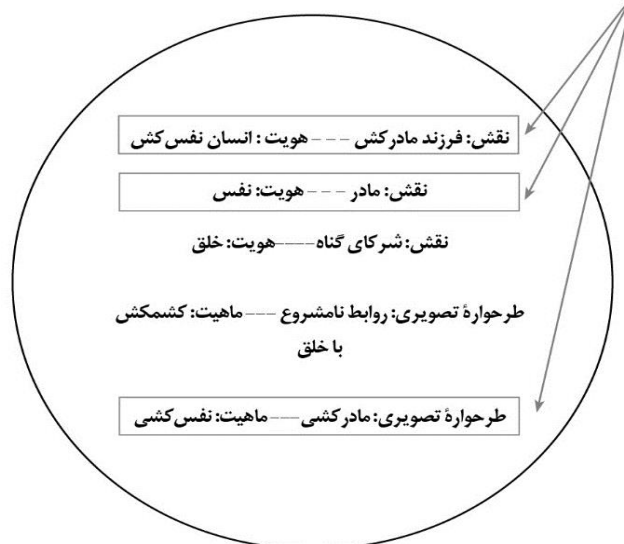 نقش: فرزند مادرکش --- هویت: انسان نفس‌کش
نقش: مادر --- هویت: نفس
نقش: شرکای گناه----هویت: خلق
طرحوارهٔ تصویری: روابط نامشروع --- ماهیت: کشمکش
با خلق
طرحوارهٔ تصویری: مادرکشی---ماهیت: نفس‌کشی